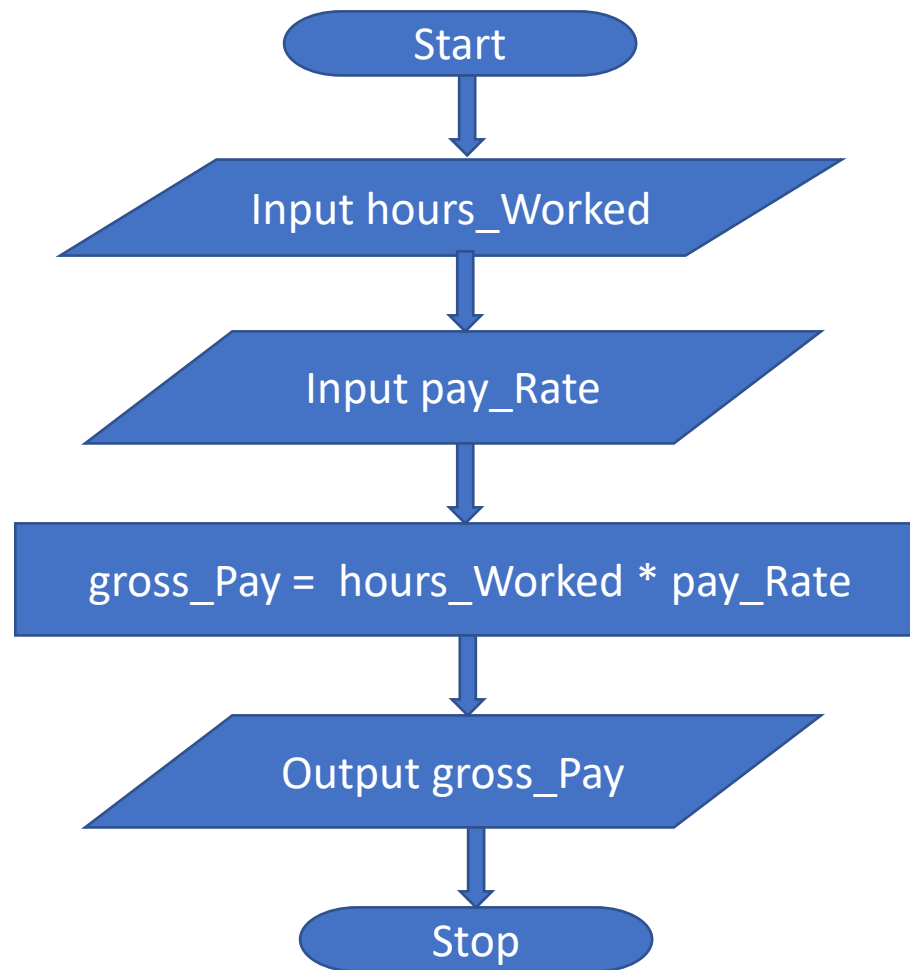 Start
Input hours_Worked
Input pay_Rate
gross_Pay =  hours_Worked * pay_Rate
Output gross_Pay
Stop